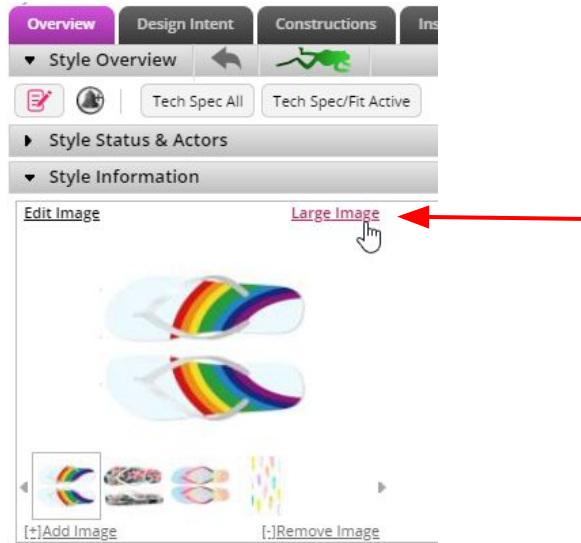 Overview Design Intent Constructions Ins
Style Overview
Tech Spec All Tech Spec/Fit Active
Style Status & Actors
Style Information
Edit Image Large Image
[+]Add Image [-]Remove Image